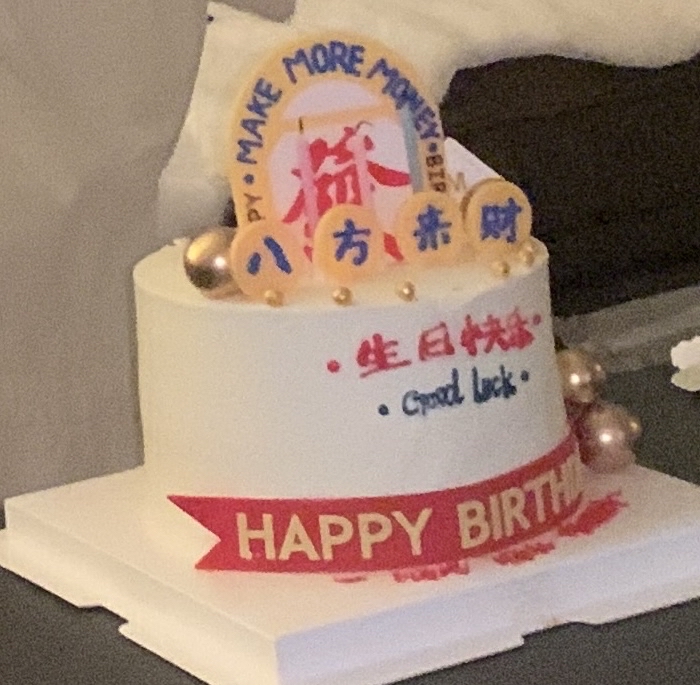 • MAKE MORE MONEY •
八方来财
• 生日快乐 •
• Good luck •
HAPPY BIRTH